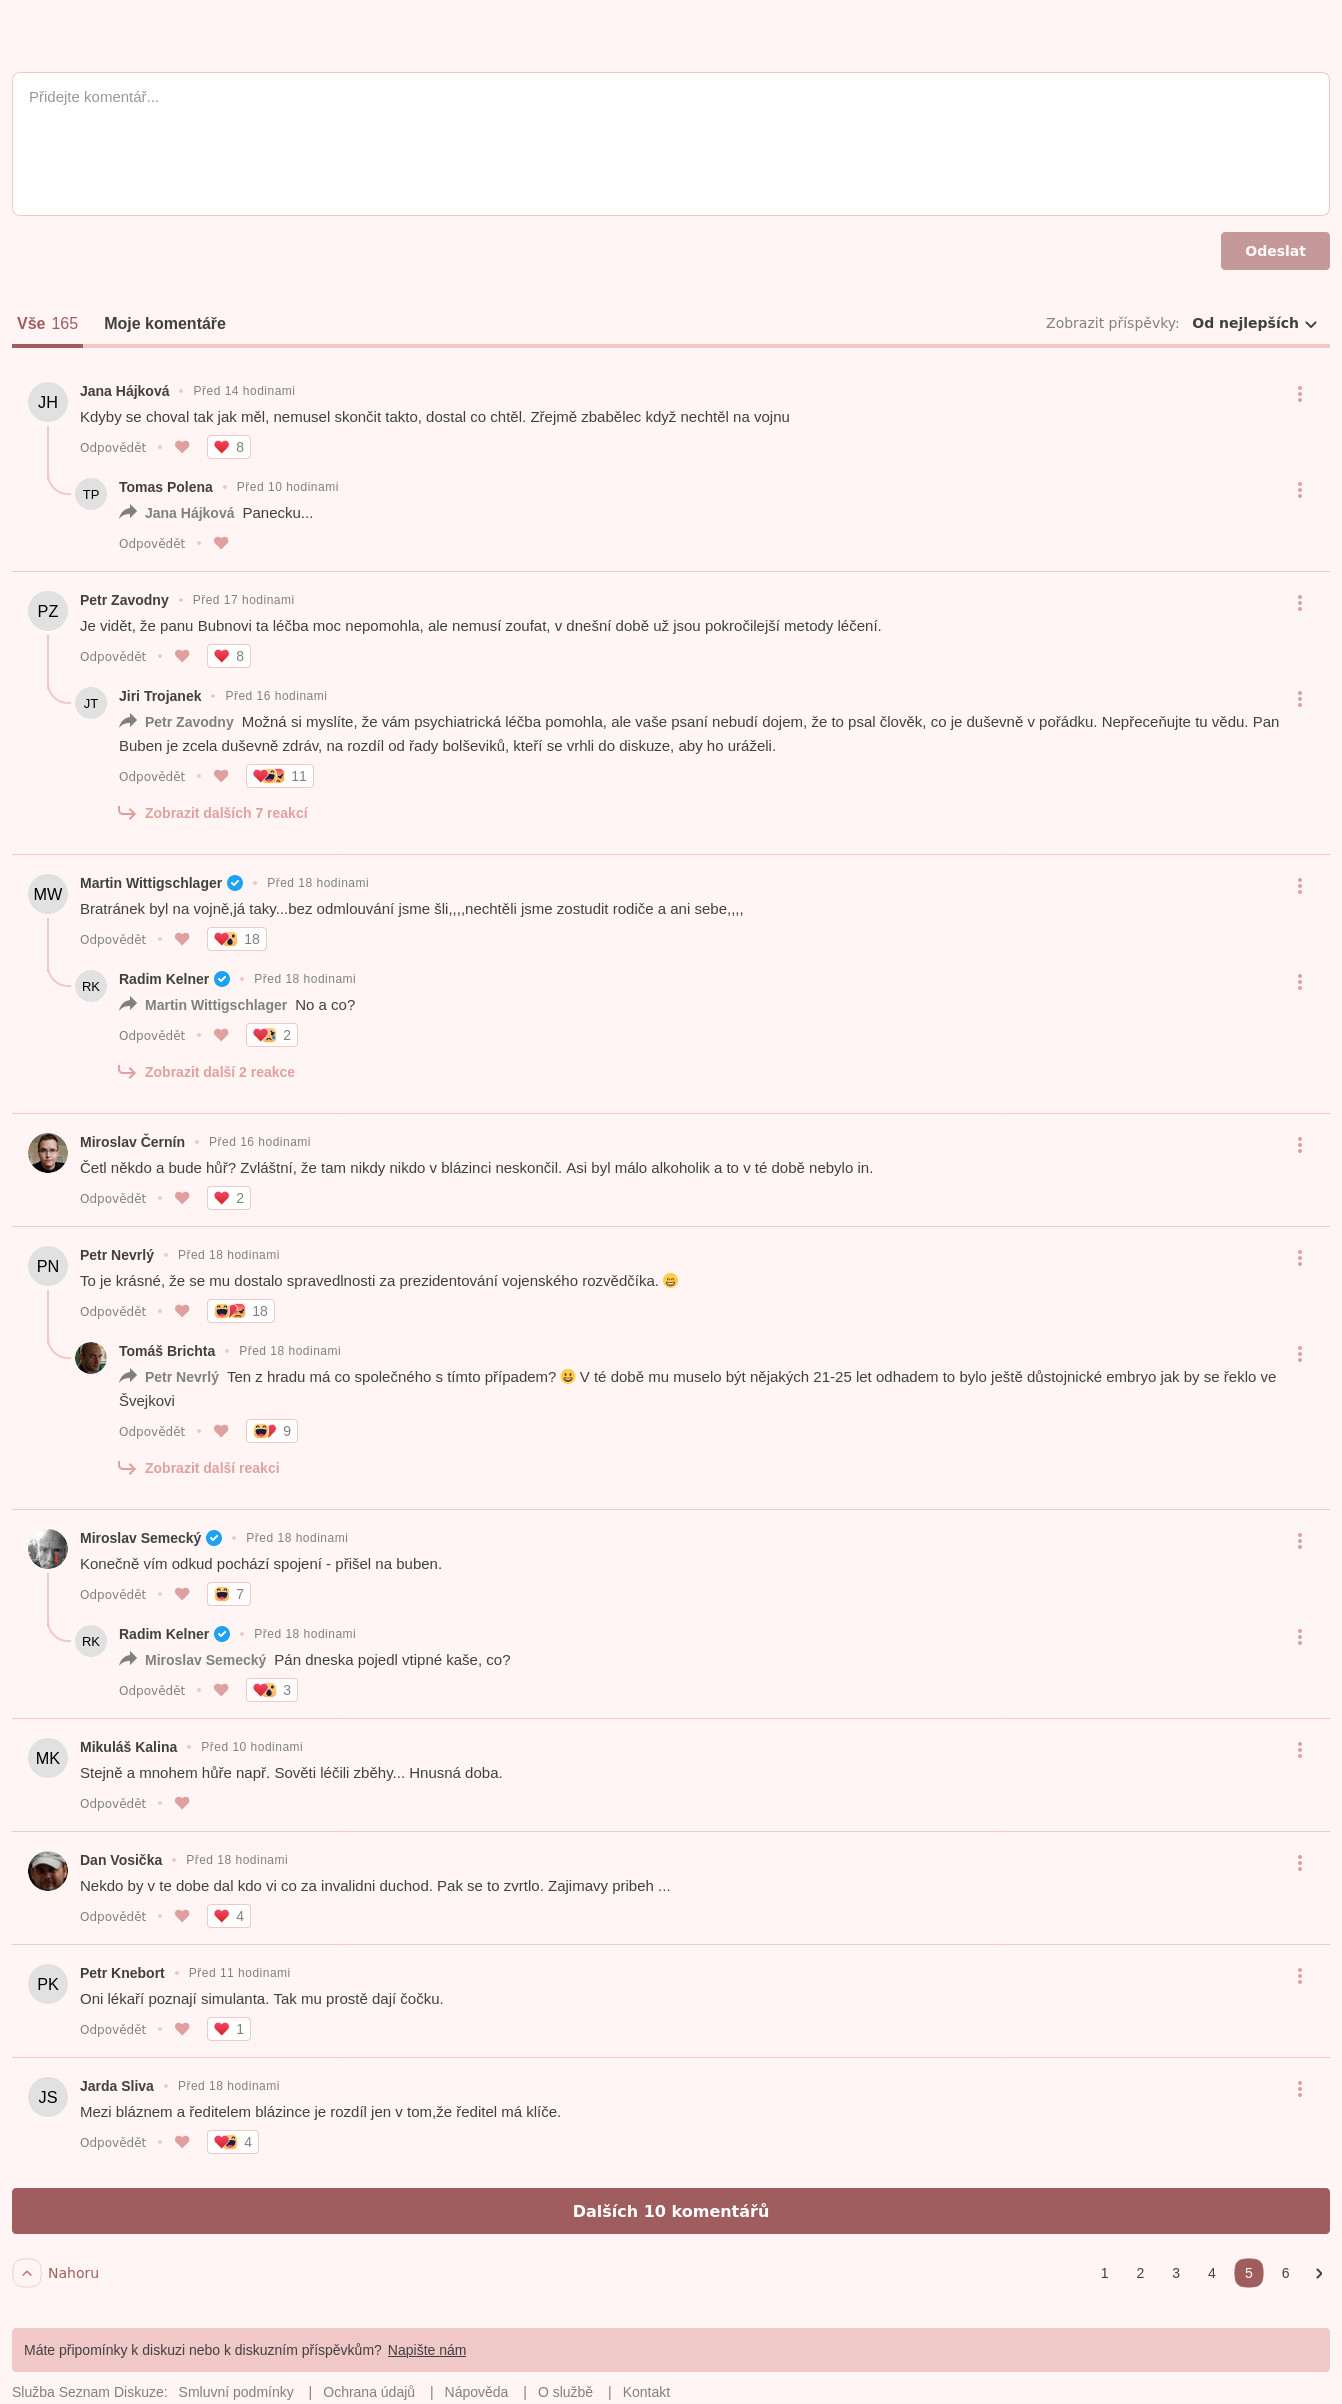 Přidejte komentář...
Odeslat
Vše 165 Moje komentáře Zobrazit příspěvky: Od nejlepších
JH Jana Hájková • Před 14 hodinami
Kdyby se choval tak jak měl, nemusel skončit takto, dostal co chtěl. Zřejmě zbabělec když nechtěl na vojnu
Odpovědět • 8
TP Tomas Polena • Před 10 hodinami
Jana Hájková Panecku...
Odpovědět •
PZ Petr Zavodny • Před 17 hodinami
Je vidět, že panu Bubnovi ta léčba moc nepomohla, ale nemusí zoufat, v dnešní době už jsou pokročilejší metody léčení.
Odpovědět • 8
JT Jiri Trojanek • Před 16 hodinami
Petr Zavodny Možná si myslíte, že vám psychiatrická léčba pomohla, ale vaše psaní nebudí dojem, že to psal člověk, co je duševně v pořádku. Nepřeceňujte tu vědu. Pan
Buben je zcela duševně zdráv, na rozdíl od řady bolševiků, kteří se vrhli do diskuze, aby ho uráželi.
Odpovědět • 11
Zobrazit dalších 7 reakcí
MW Martin Wittigschlager • Před 18 hodinami
Bratránek byl na vojně,já taky...bez odmlouvání jsme šli,,,,nechtěli jsme zostudit rodiče a ani sebe,,,,
Odpovědět • 18
RK Radim Kelner • Před 18 hodinami
Martin Wittigschlager No a co?
Odpovědět • 2
Zobrazit další 2 reakce
Miroslav Černín • Před 16 hodinami
Četl někdo a bude hůř? Zvláštní, že tam nikdy nikdo v blázinci neskončil. Asi byl málo alkoholik a to v té době nebylo in.
Odpovědět • 2
PN Petr Nevrlý • Před 18 hodinami
To je krásné, že se mu dostalo spravedlnosti za prezidentování vojenského rozvědčíka. 😄
Odpovědět • 18
Tomáš Brichta • Před 18 hodinami
Petr Nevrlý Ten z hradu má co společného s tímto případem? 😃 V té době mu muselo být nějakých 21-25 let odhadem to bylo ještě důstojnické embryo jak by se řeklo ve
Švejkovi
Odpovědět • 9
Zobrazit další reakci
Miroslav Semecký • Před 18 hodinami
Konečně vím odkud pochází spojení - přišel na buben.
Odpovědět • 7
RK Radim Kelner • Před 18 hodinami
Miroslav Semecký Pán dneska pojedl vtipné kaše, co?
Odpovědět • 3
MK Mikuláš Kalina • Před 10 hodinami
Stejně a mnohem hůře např. Sověti léčili zběhy... Hnusná doba.
Odpovědět •
Dan Vosička • Před 18 hodinami
Nekdo by v te dobe dal kdo vi co za invalidni duchod. Pak se to zvrtlo. Zajimavy pribeh ...
Odpovědět • 4
PK Petr Knebort • Před 11 hodinami
Oni lékaří poznají simulanta. Tak mu prostě dají čočku.
Odpovědět • 1
JS Jarda Sliva • Před 18 hodinami
Mezi bláznem a ředitelem blázince je rozdíl jen v tom,že ředitel má klíče.
Odpovědět • 4
Dalších 10 komentářů
Nahoru 1 2 3 4 5 6
Máte připomínky k diskuzi nebo k diskuzním příspěvkům? Napište nám
Služba Seznam Diskuze: Smluvní podmínky | Ochrana údajů | Nápověda | O službě | Kontakt